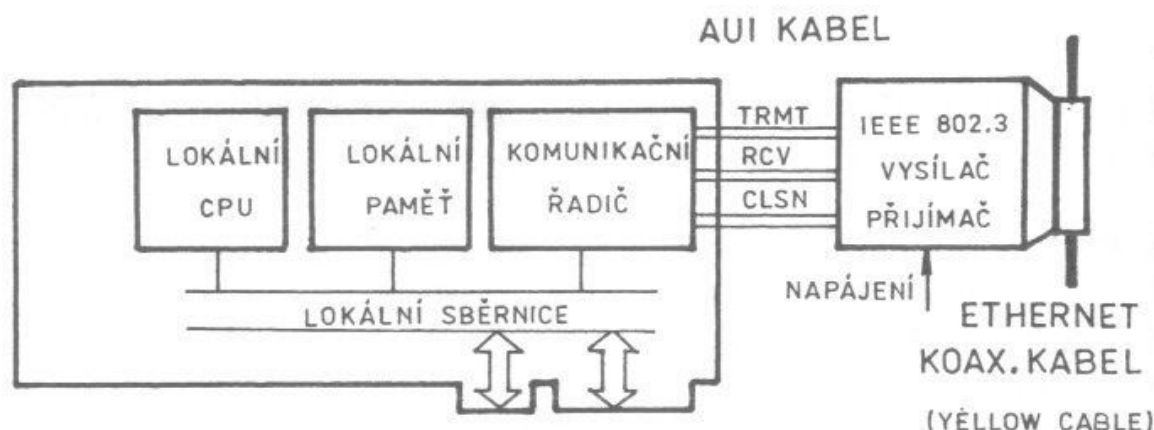 AUI KABEL
LOKÁLNÍ
CPU
LOKÁLNÍ
PAMĚŤ
KOMUNIKAČNÍ
ŘADIČ
TRMT
RCV
CLSN
IEEE 802.3
VYSÍLAČ
PŘIJÍMAČ
LOKÁLNÍ SBĚRNICE
NAPÁJENÍ
ETHERNET
KOAX. KABEL
(YELLOW CABLE)